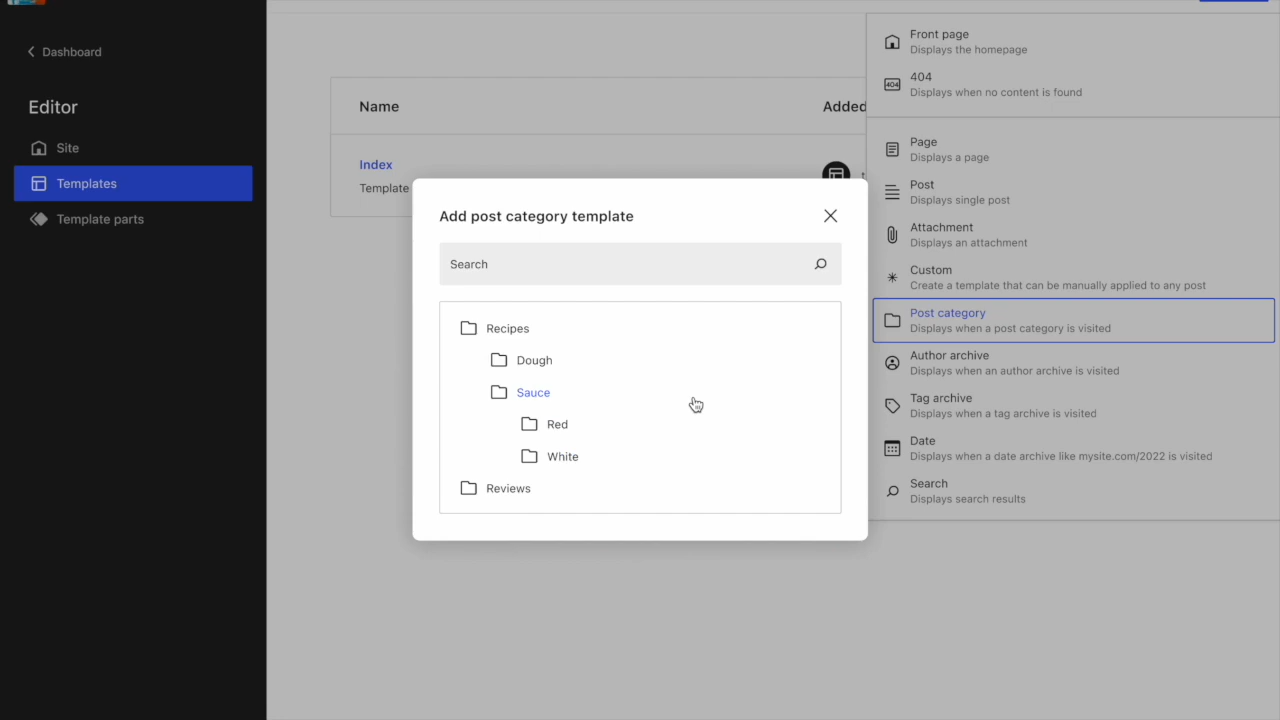 Dashboard
Editor
Site
Templates
Template parts
Name
Added
Index
Template
Add post category template
Search
Recipes
Dough
Sauce
Red
White
Reviews
Front page
Displays the homepage
404
404
Displays when no content is found
Page
Displays a page
Post
Displays single post
Attachment
Displays an attachment
Custom
Create a template that can be manually applied to any post
Post category
Displays when a post category is visited
Author archive
Displays when an author archive is visited
Tag archive
Displays when a tag archive is visited
Date
Displays when a date archive like mysite.com/2022 is visited
Search
Displays search results